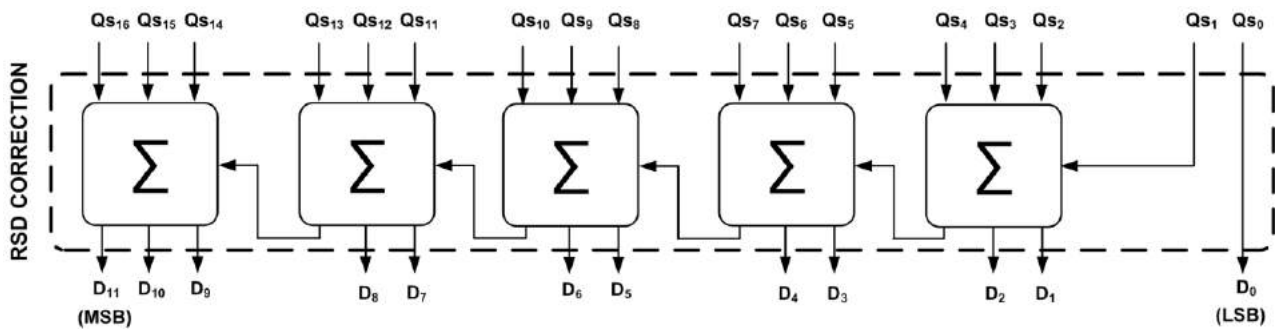 Qs₁₆ Qs₁₅ Qs₁₄ Qs₁₃ Qs₁₂ Qs₁₁ Qs₁₀ Qs₉ Qs₈ Qs₇ Qs₆ Qs₅ Qs₄ Qs₃ Qs₂ Qs₁ Qs₀
RSD CORRECTION
Σ Σ Σ Σ Σ
D₁₁ D₁₀ D₉ D₈ D₇ D₆ D₅ D₄ D₃ D₂ D₁ D₀
(MSB) (LSB)